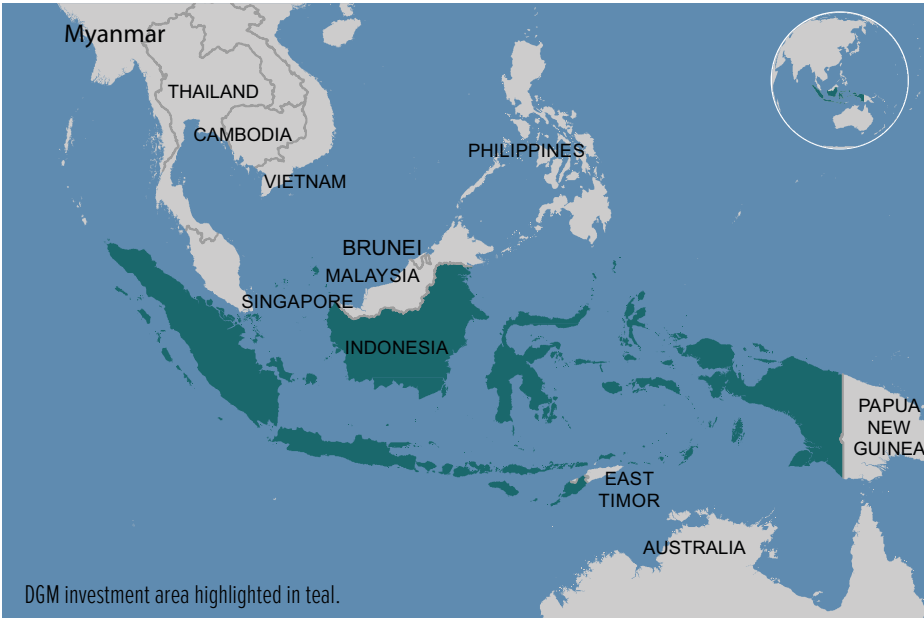 Myanmar
THAILAND
CAMBODIA
VIETNAM
PHILIPPINES
BRUNEI
MALAYSIA
SINGAPORE
INDONESIA
PAPUA
NEW
GUINEA
EAST
TIMOR
AUSTRALIA
DGM investment area highlighted in teal.